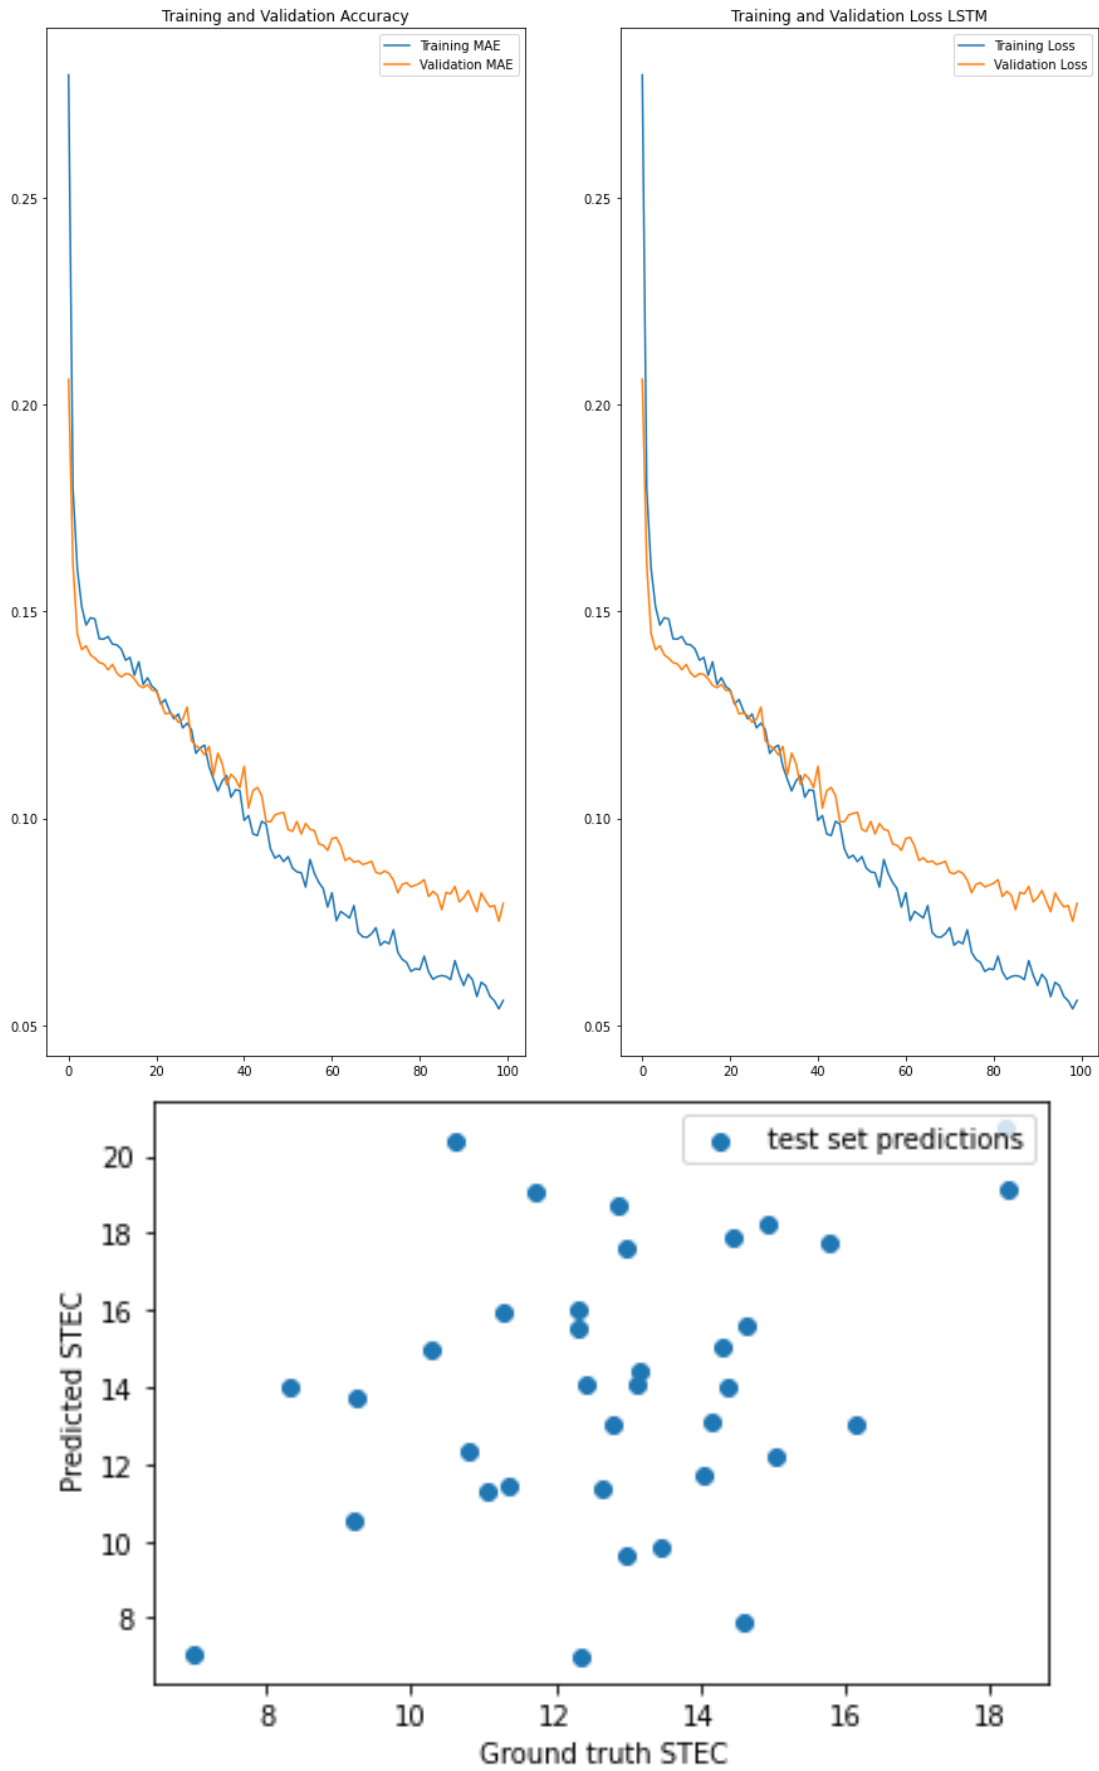 Training and Validation Accuracy
Training MAE
Validation MAE
0.25
0.20
0.15
0.10
0.05
0 20 40 60 80 100
Training and Validation Loss LSTM
Training Loss
Validation Loss
0.25
0.20
0.15
0.10
0.05
0 20 40 60 80 100
test set predictions
Predicted STEC
20
18
16
14
12
10
8
8 10 12 14 16 18
Ground truth STEC